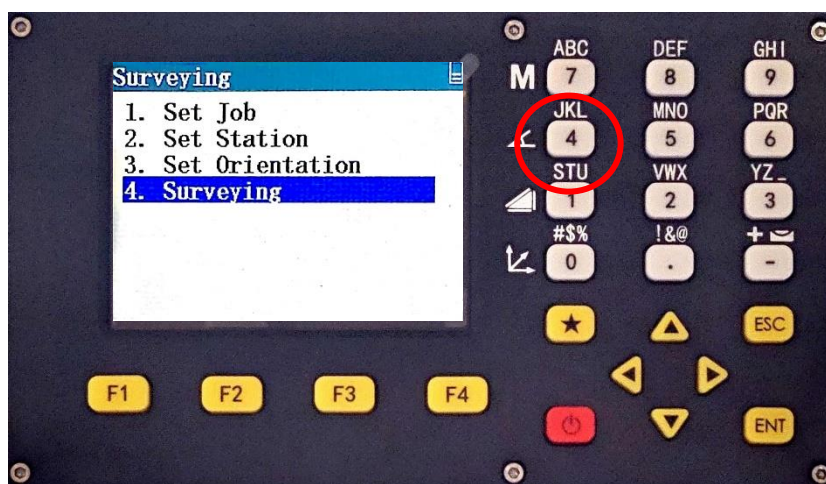 Surveying
1. Set Job
2. Set Station
3. Set Orientation
4. Surveying
ABC DEF GHI
M 7 8 9
JKL MNO PQR
4 5 6
STU VWX YZ_
1 2 3
#$% !&@ +
0 . -
ESC
F1 F2 F3 F4
ENT